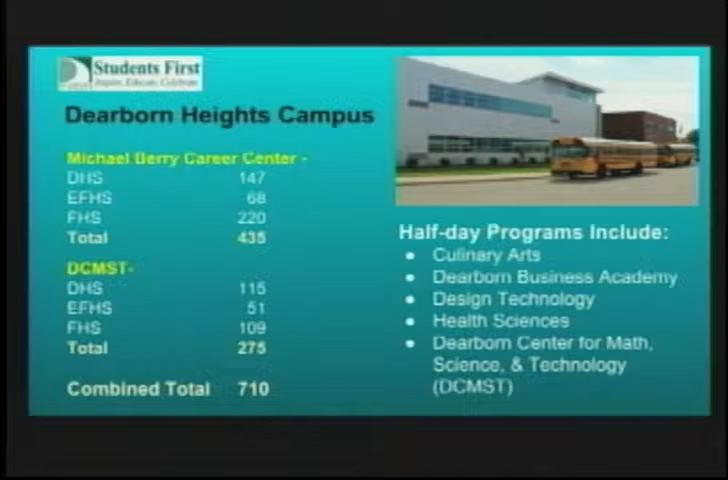 Students First
Inspire. Educate. Celebrate.
Dearborn Heights Campus
Michael Berry Career Center -
DHS 147
EFHS 68
FHS 220
Total 435
DCMST-
DHS 115
EFHS 51
FHS 109
Total 275
Combined Total 710
Half-day Programs Include:
• Culinary Arts
• Dearborn Business Academy
• Design Technology
• Health Sciences
• Dearborn Center for Math,
Science, & Technology
(DCMST)